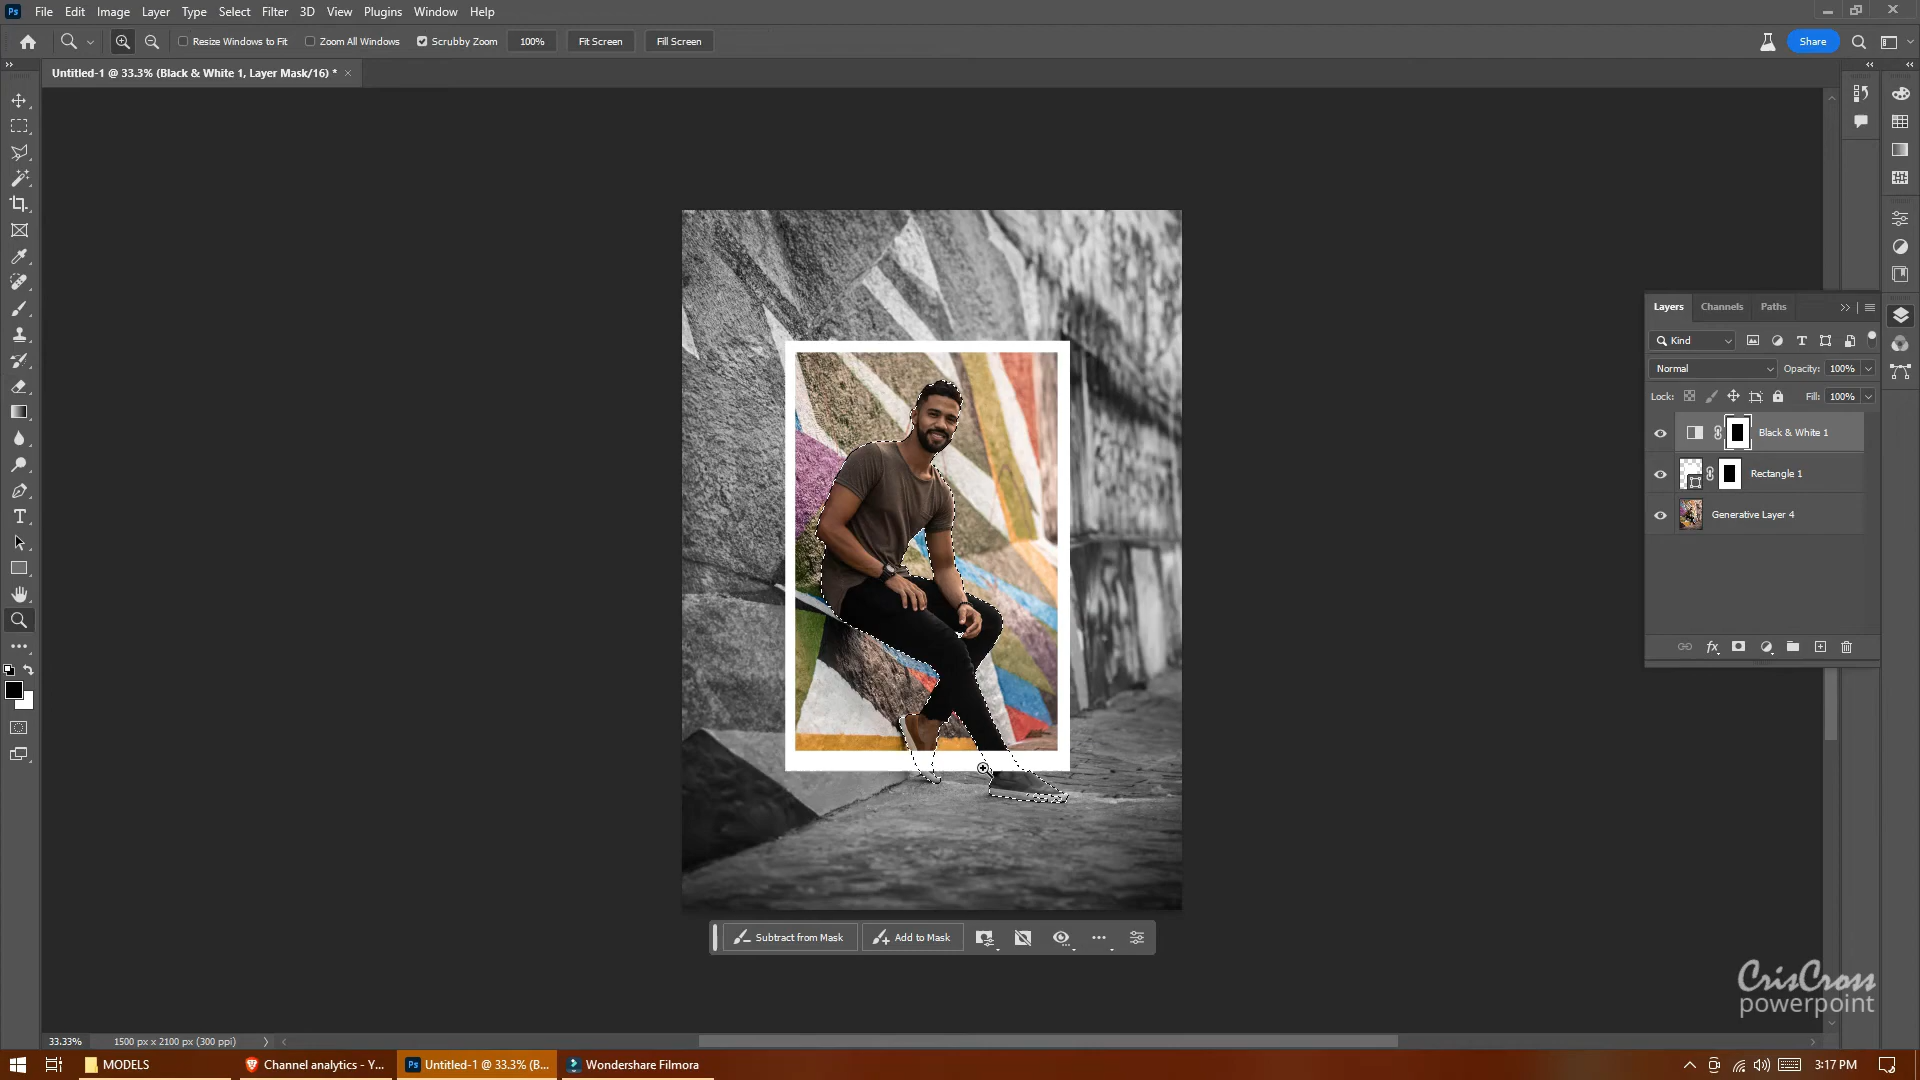 Ps File Edit Image Layer Type Select Filter 3D View Plugins Window Help
Resize Windows to Fit Zoom All Windows Scrubby Zoom 100% Fit Screen Fill Screen Share
Untitled-1 @ 33.3% (Black & White 1, Layer Mask/16) * ×
Layers Channels Paths
Kind
Normal Opacity: 100%
Lock: Fill: 100%
Black & White 1
Rectangle 1
Generative Layer 4
fx
Subtract from Mask Add to Mask
CrisCross
powerpoint
33.33% 1500 px x 2100 px (300 ppi)
MODELS Channel analytics - Y... Ps Untitled-1 @ 33.3% (B... Wondershare Filmora 3:17 PM